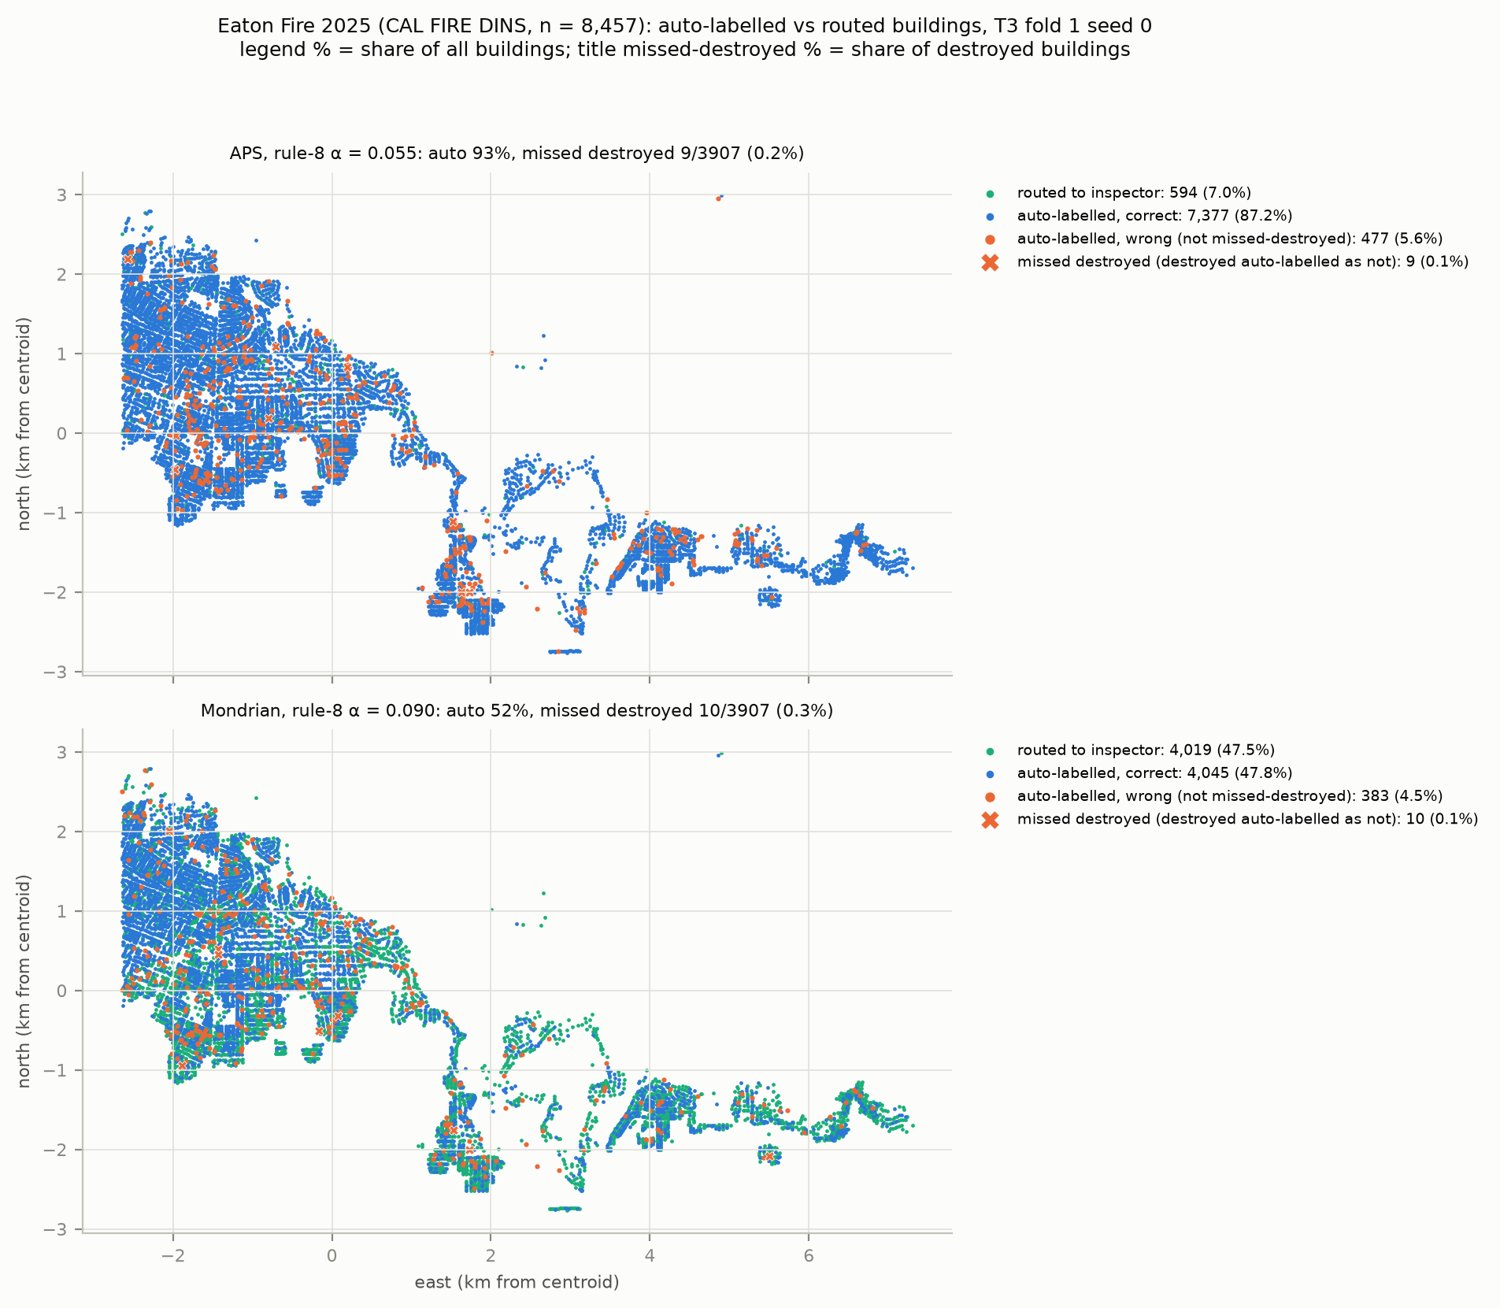 Eaton Fire 2025 (CAL FIRE DINS, n = 8,457): auto-labelled vs routed buildings, T3 fold 1 seed 0
legend % = share of all buildings; title missed-destroyed % = share of destroyed buildings
APS, rule-8 α = 0.055: auto 93%, missed destroyed 9/3907 (0.2%)
routed to inspector: 594 (7.0%)
auto-labelled, correct: 7,377 (87.2%)
auto-labelled, wrong (not missed-destroyed): 477 (5.6%)
missed destroyed (destroyed auto-labelled as not): 9 (0.1%)
3
2
1
0
−1
−2
−3
north (km from centroid)
Mondrian, rule-8 α = 0.090: auto 52%, missed destroyed 10/3907 (0.3%)
routed to inspector: 4,019 (47.5%)
auto-labelled, correct: 4,045 (47.8%)
auto-labelled, wrong (not missed-destroyed): 383 (4.5%)
missed destroyed (destroyed auto-labelled as not): 10 (0.1%)
3
2
1
0
−1
−2
−3
north (km from centroid)
−2 0 2 4 6
east (km from centroid)